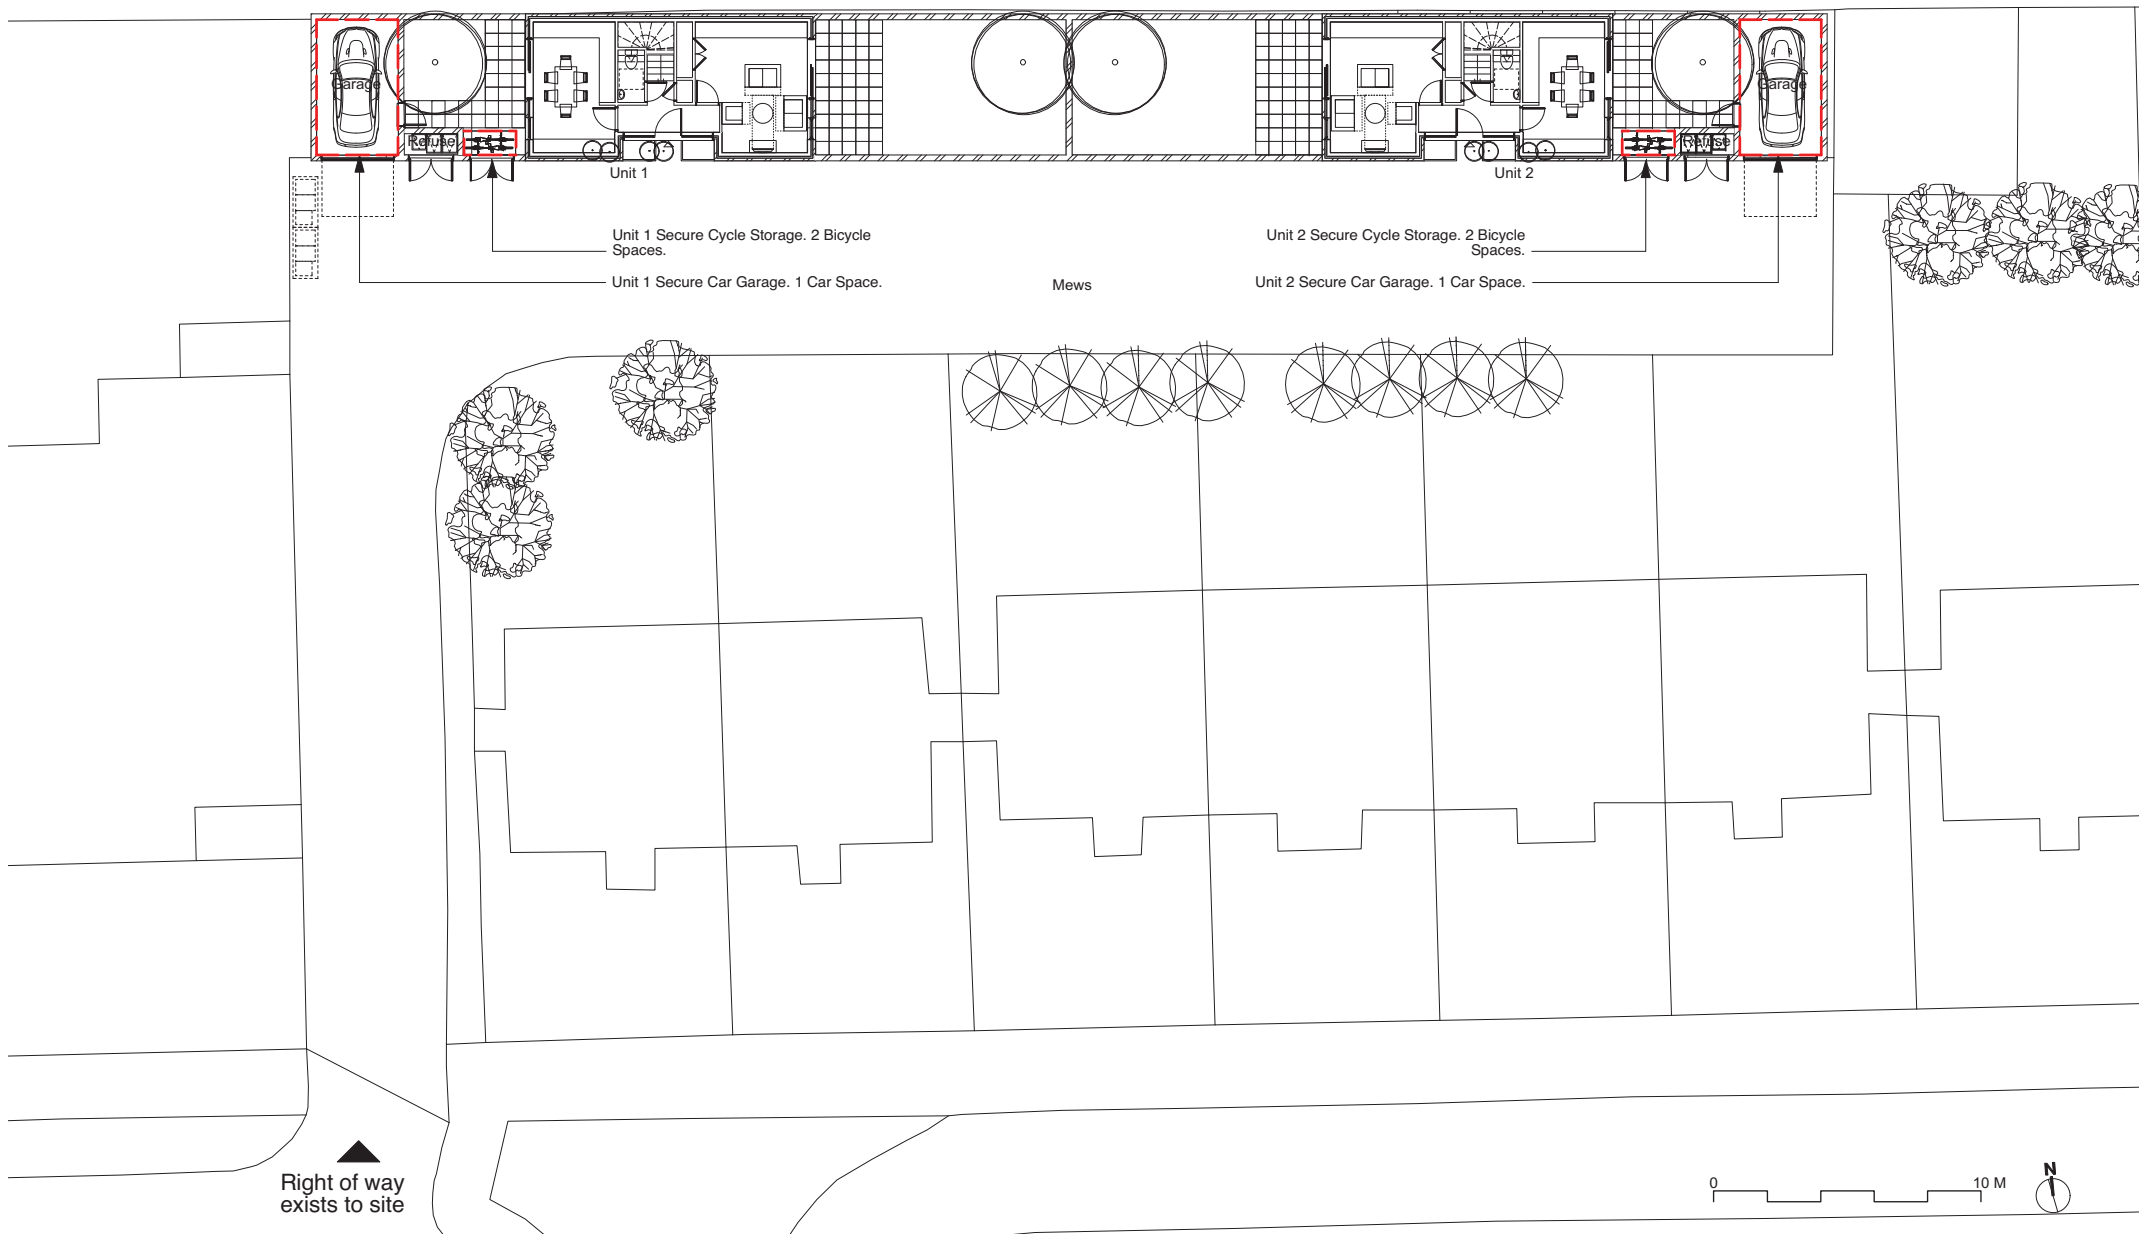 Garage
Garage
Refuse
Refuse
Unit 1
Unit 2
Unit 1 Secure Cycle Storage. 2 Bicycle
Spaces.
Unit 2 Secure Cycle Storage. 2 Bicycle
Spaces.
Unit 1 Secure Car Garage. 1 Car Space.
Mews
Unit 2 Secure Car Garage. 1 Car Space.
Right of way
exists to site
0
10 M
N